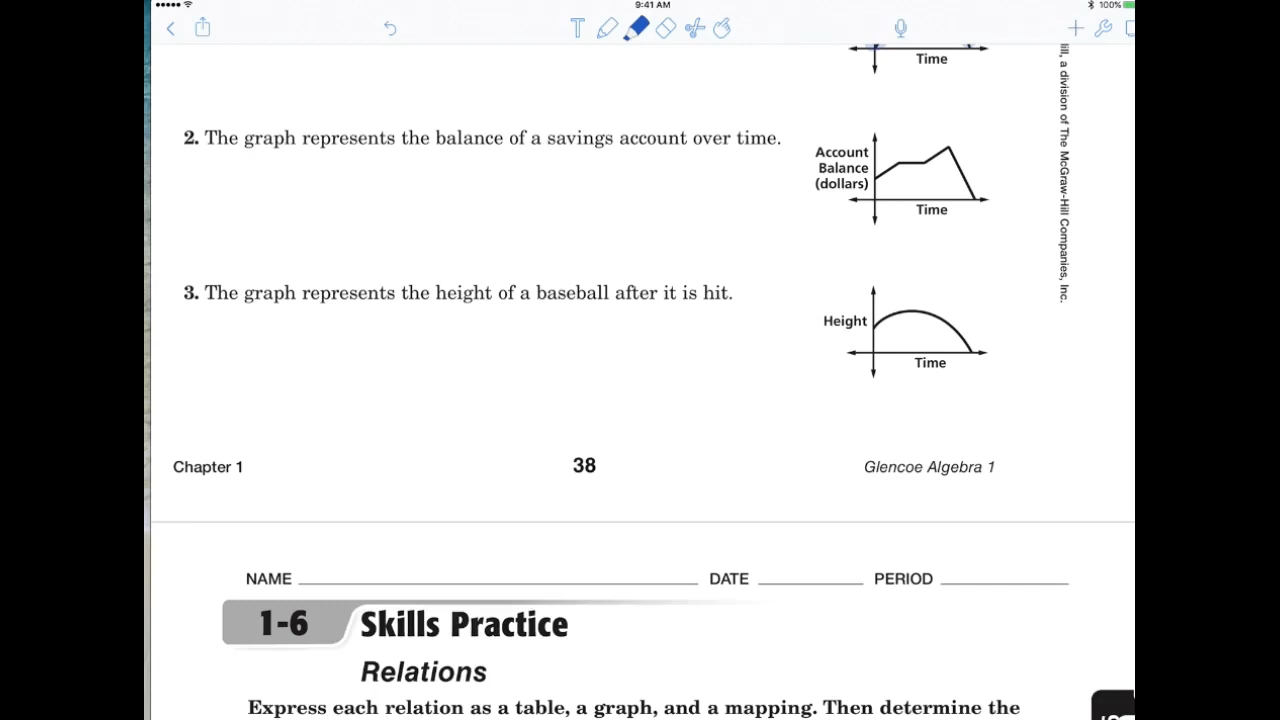 9:41 AM
100%
Time
ill, a division of The McGraw-Hill Companies, Inc.
2. The graph represents the balance of a savings account over time.
Account
Balance
(dollars)
Time
3. The graph represents the height of a baseball after it is hit.
Height
Time
Chapter 1
38
Glencoe Algebra 1
NAME
DATE
PERIOD
1-6
Skills Practice
Relations
Express each relation as a table, a graph, and a mapping. Then determine the